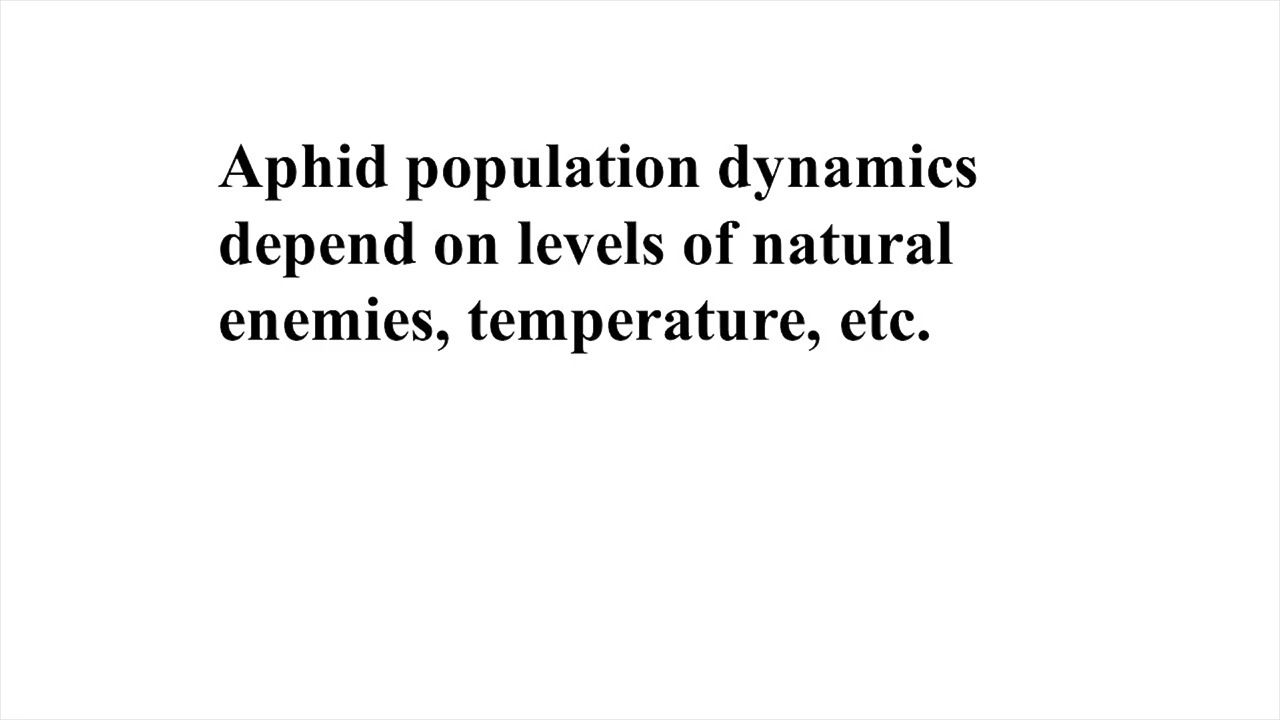 Aphid population dynamics
depend on levels of natural
enemies, temperature, etc.